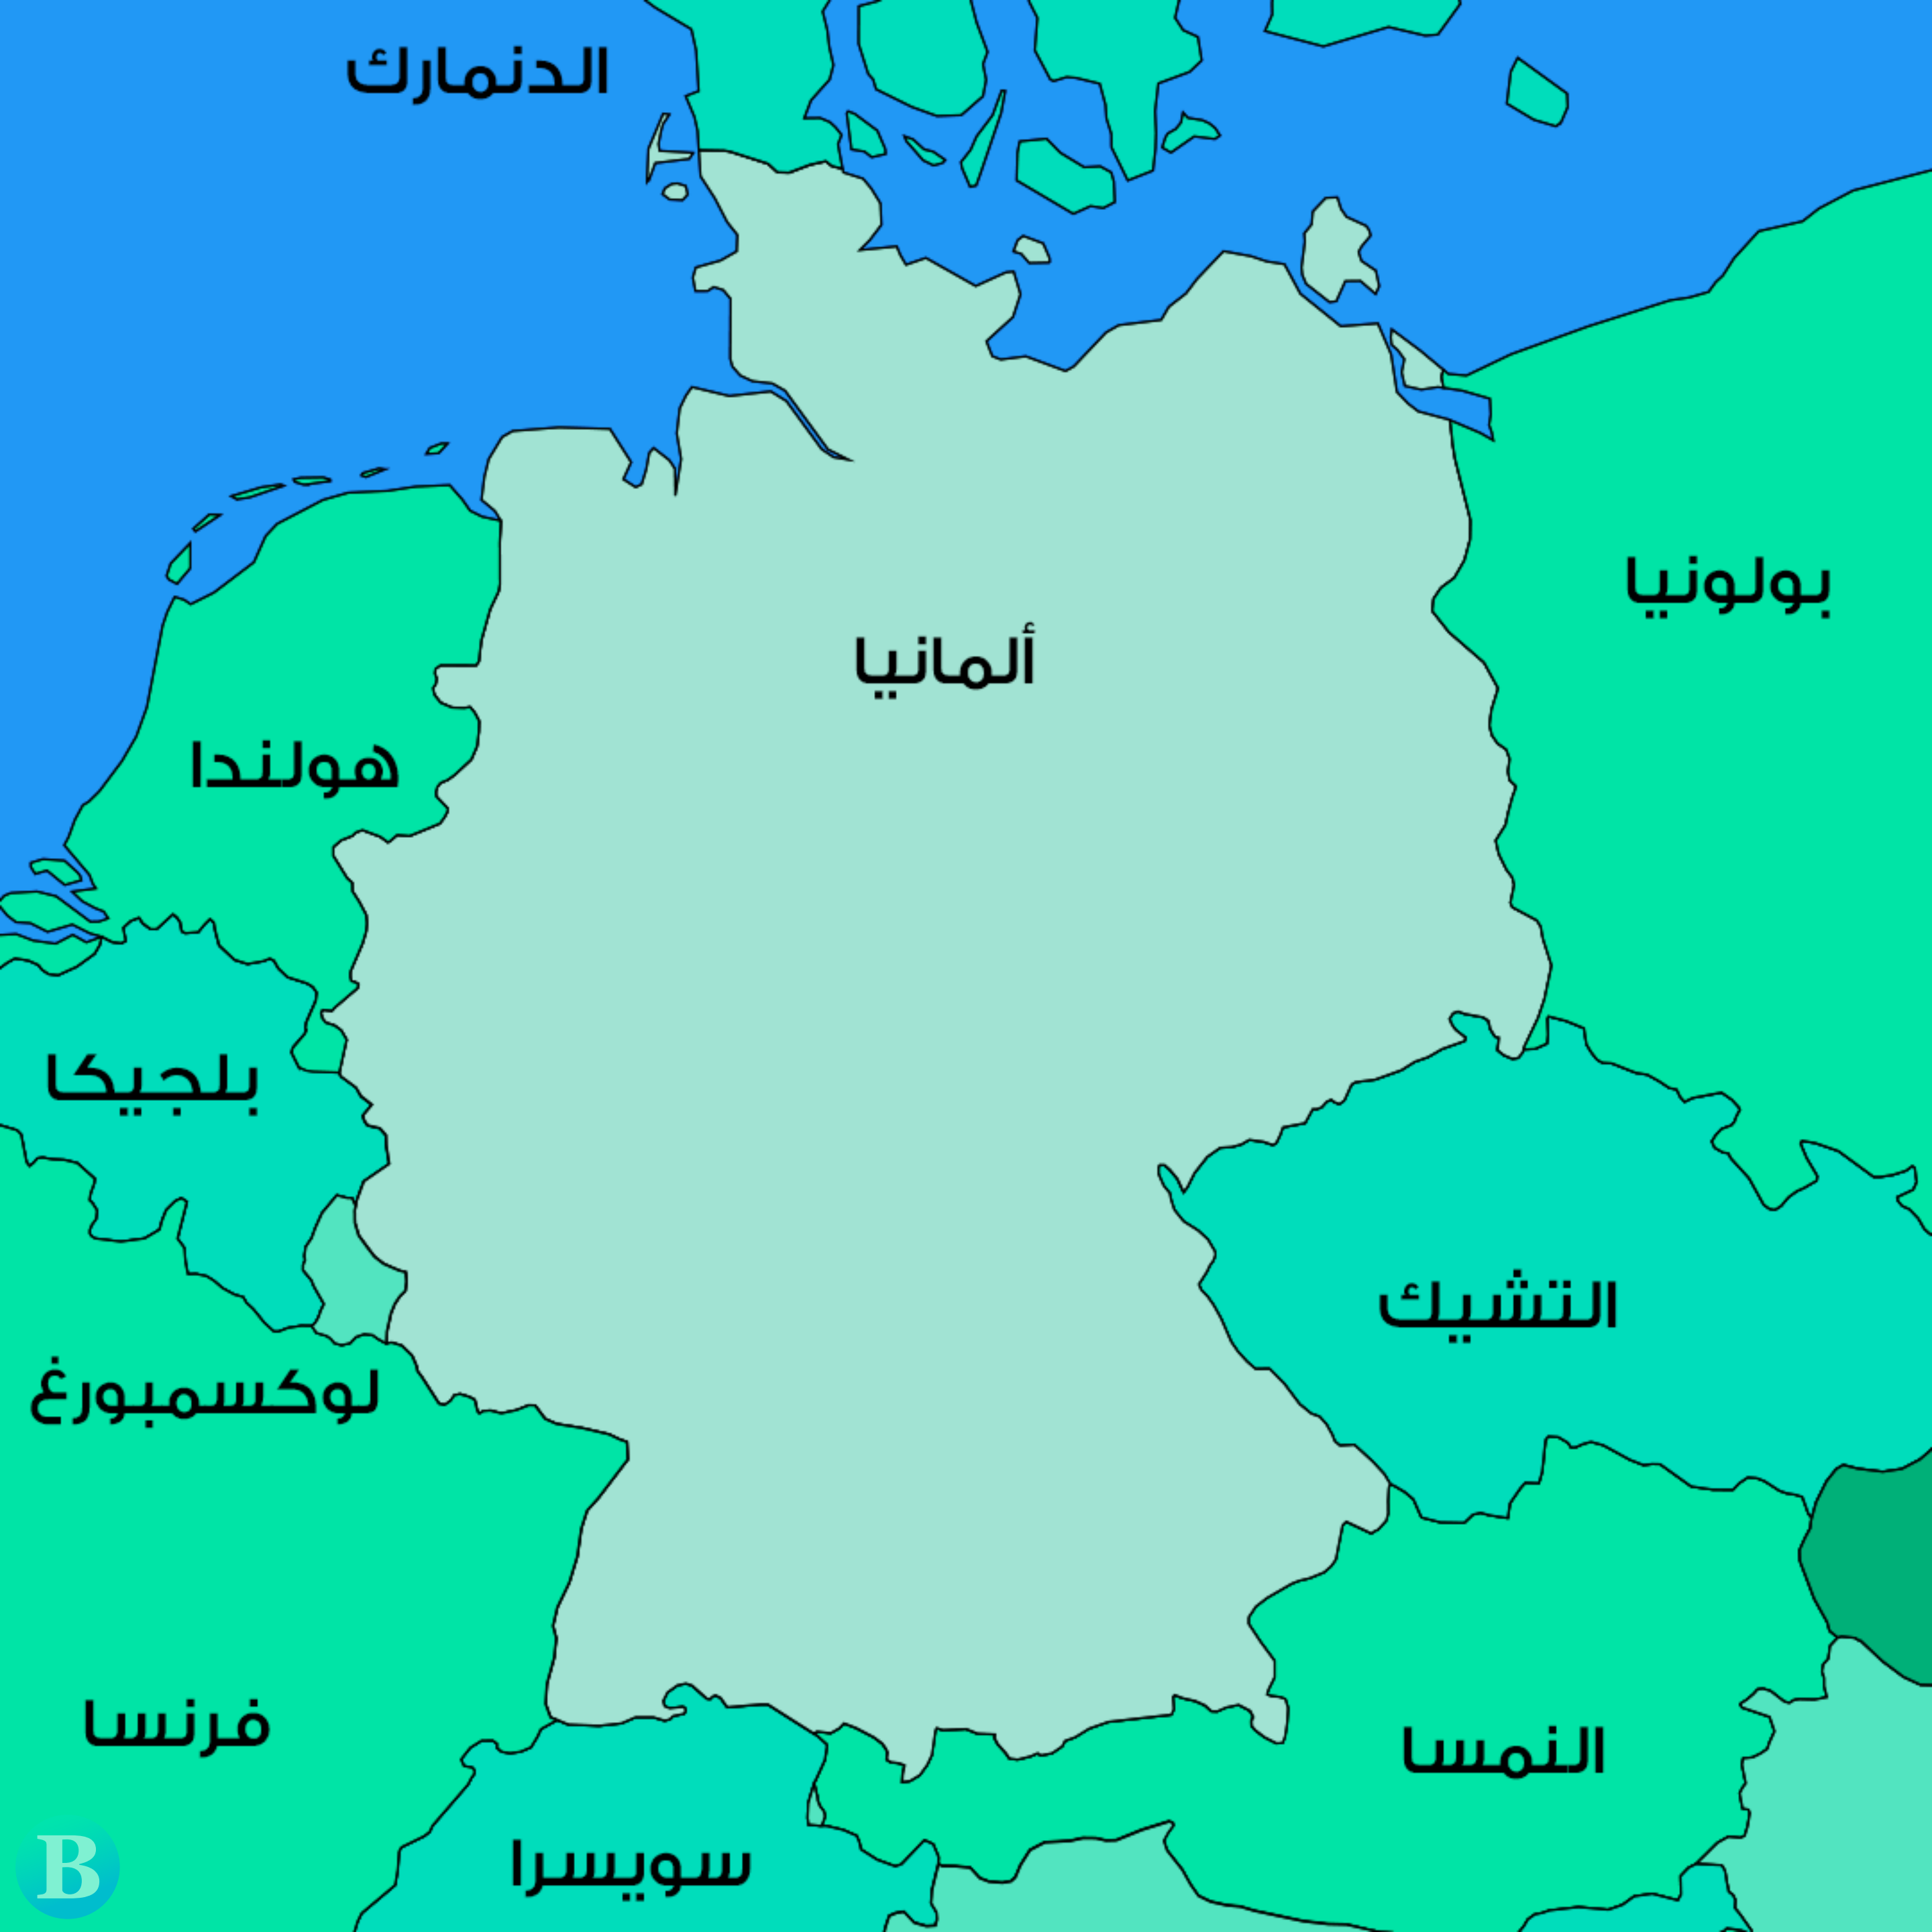 الدنمارك
بولونيا
ألمانيا
هولندا
بلجيكا
التشيك
لوكسمبورغ
فرنسا
النمسا
سويسرا
B